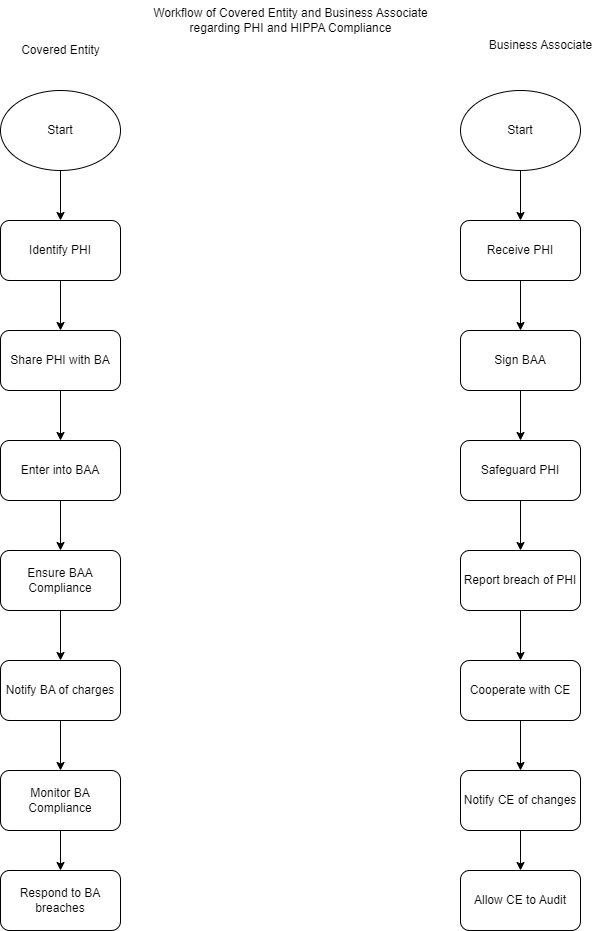 Workflow of Covered Entity and Business Associate
regarding PHI and HIPPA Compliance
Covered Entity
Business Associate
Start
Identify PHI
Share PHI with BA
Enter into BAA
Ensure BAA
Compliance
Notify BA of charges
Monitor BA
Compliance
Respond to BA
breaches
Start
Receive PHI
Sign BAA
Safeguard PHI
Report breach of PHI
Cooperate with CE
Notify CE of changes
Allow CE to Audit